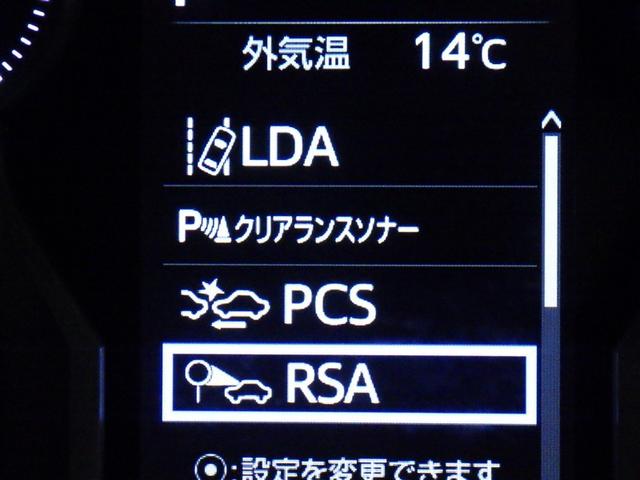 外気温 14℃
LDA
Pクリアランスソナー
PCS
RSA
:設定を変更できます